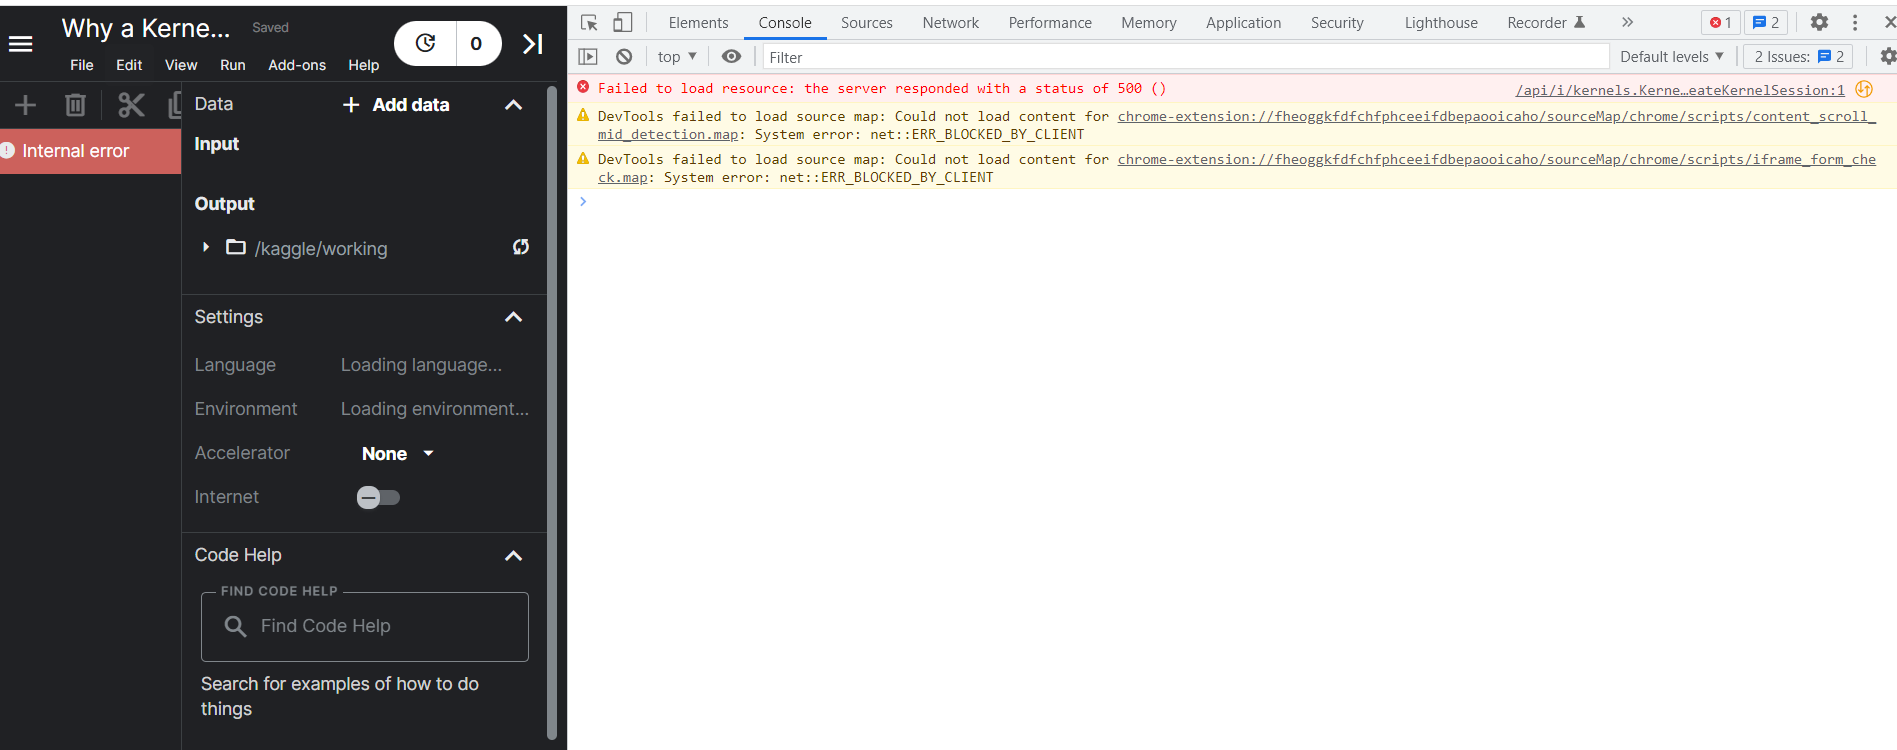 Why a Kerne...
Saved
0
File Edit View Run Add-ons Help
Internal error
Data
Add data
Input
Output
/kaggle/working
Settings
Language Loading language...
Environment Loading environment...
Accelerator None
Internet
Code Help
FIND CODE HELP
Find Code Help
Search for examples of how to do
things
Elements Console Sources Network Performance Memory Application Security Lighthouse Recorder
1 2
top
Filter
Default levels
2 Issues: 2
Failed to load resource: the server responded with a status of 500 () /api/i/kernels.Kerne…eateKernelSession:1
DevTools failed to load source map: Could not load content for chrome-extension://fheoggkfdfchfphceeifdbepaooicaho/sourceMap/chrome/scripts/content_scroll_
mid_detection.map: System error: net::ERR_BLOCKED_BY_CLIENT
DevTools failed to load source map: Could not load content for chrome-extension://fheoggkfdfchfphceeifdbepaooicaho/sourceMap/chrome/scripts/iframe_form_che
ck.map: System error: net::ERR_BLOCKED_BY_CLIENT